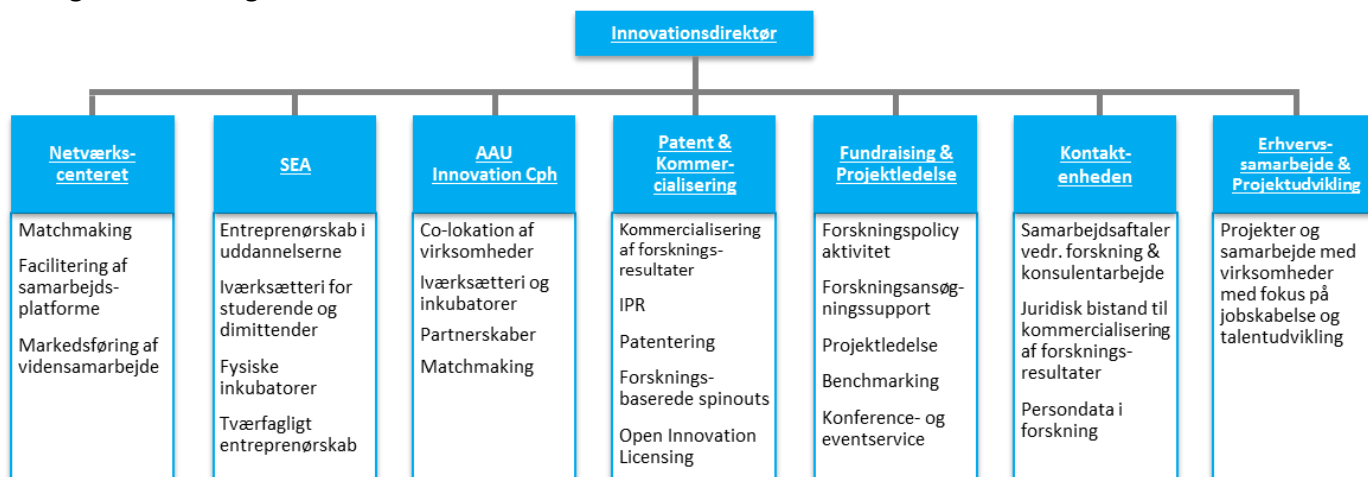 Innovationsdirektør
Netværks-
centeret
Matchmaking
Facilitering af
samarbejds-
platforme
Markedsføring af
vidensamarbejde
SEA
Entreprenørskab i
uddannelserne
Iværksætteri for
studerende og
dimittender
Fysiske
inkubatorer
Tværfagligt
entreprenørskab
AAU
Innovation Cph
Co-lokation af
virksomheder
Iværksætteri og
inkubatorer
Partnerskaber
Matchmaking
Patent &
Kommer-
cialisering
Kommercialisering
af forsknings-
resultater
IPR
Patentering
Forsknings-
baserede spinouts
Open Innovation
Licensing
Fundraising &
Projektledelse
Forskningspolicy
aktivitet
Forskningsansøg-
ningssupport
Projektledelse
Benchmarking
Konference- og
eventservice
Kontakt-
enheden
Samarbejdsaftaler
vedr. forskning &
konsulentarbejde
Juridisk bistand til
kommercialisering
af forsknings-
resultater
Persondata i
forskning
Erhvervs-
samarbejde &
Projektudvikling
Projekter og
samarbejde med
virksomheder
med fokus på
jobskabelse og
talentudvikling